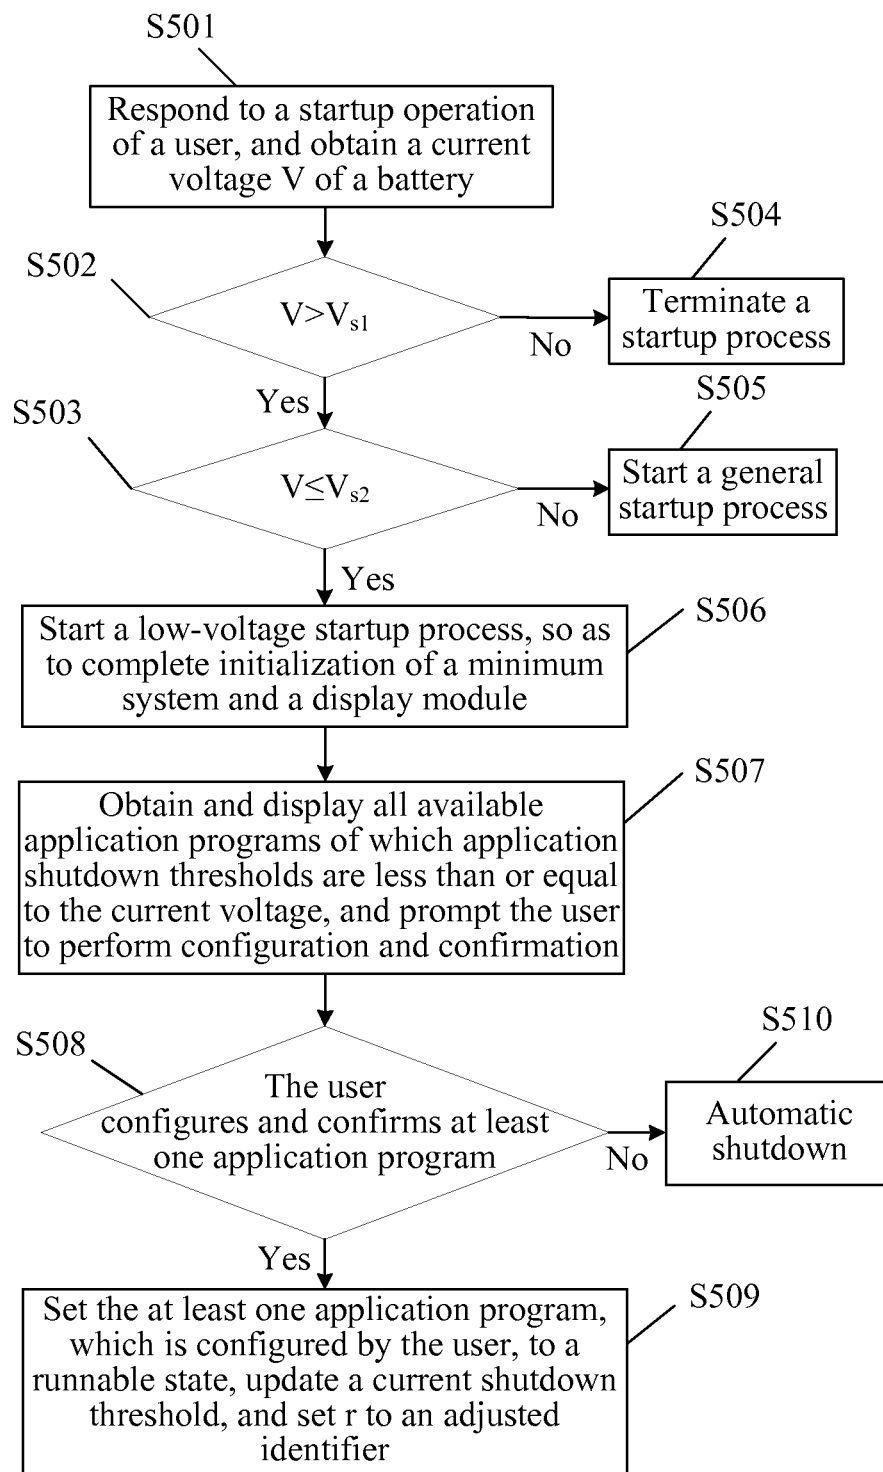 S501
Respond to a startup operation
of a user, and obtain a current
voltage V of a battery
S502
V>Vs1
No
S504
Terminate a
startup process
Yes
S503
V≤Vs2
No
S505
Start a general
startup process
Yes
S506
Start a low-voltage startup process, so as
to complete initialization of a minimum
system and a display module
S507
Obtain and display all available
application programs of which application
shutdown thresholds are less than or equal
to the current voltage, and prompt the user
to perform configuration and confirmation
S508
The user
configures and confirms at least
one application program
No
S510
Automatic
shutdown
Yes
S509
Set the at least one application program,
which is configured by the user, to a
runnable state, update a current shutdown
threshold, and set r to an adjusted
identifier